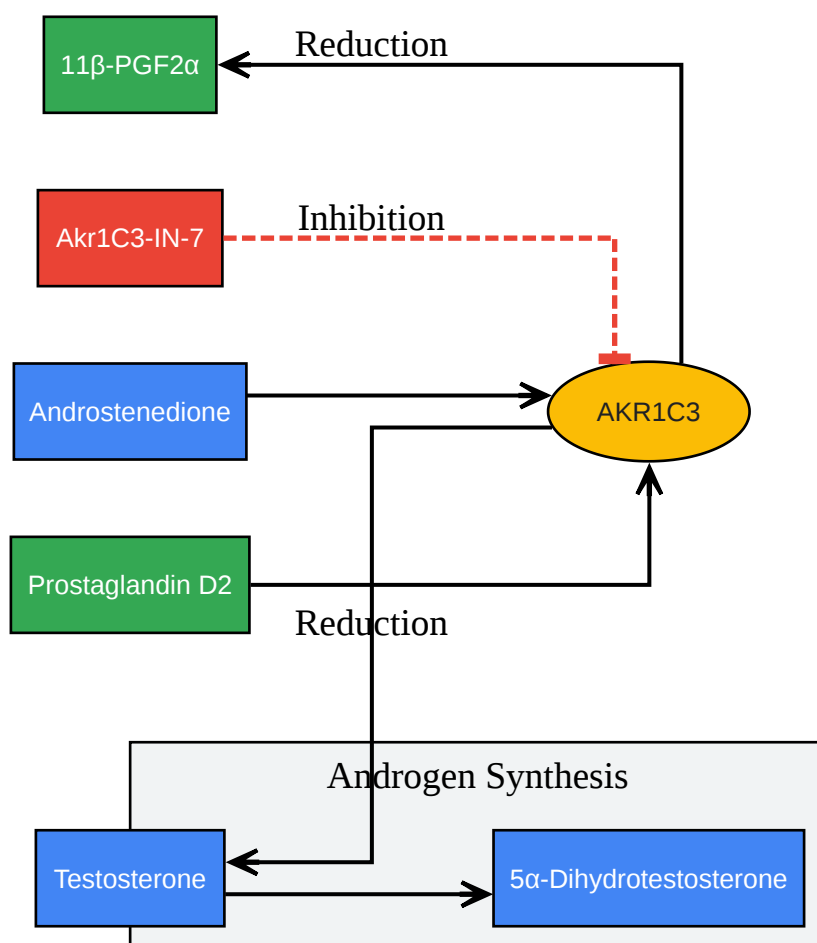 Reduction
11β-PGF2α
Inhibition
Akr1C3-IN-7
Androstenedione
AKR1C3
Prostaglandin D2
Reduction
Androgen Synthesis
Testosterone
5α-Dihydrotestosterone